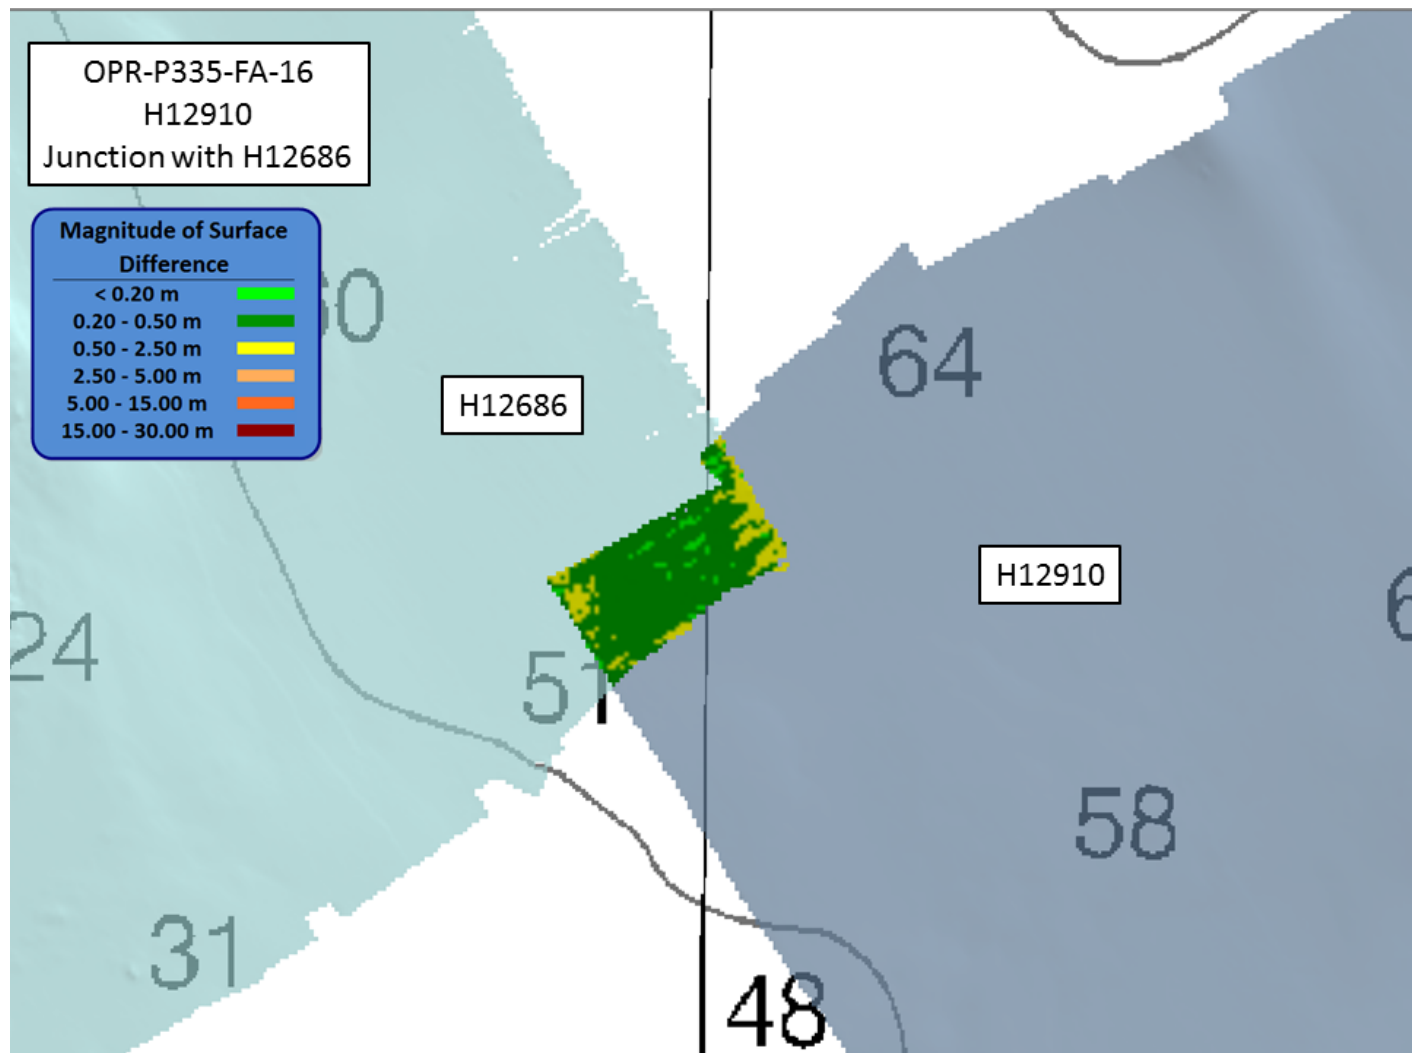 OPR-P335-FA-16
H12910
Junction with H12686
Magnitude of Surface
Difference
< 0.20 m
0.20 - 0.50 m
0.50 - 2.50 m
2.50 - 5.00 m
5.00 - 15.00 m
15.00 - 30.00 m
64
H12686
H12910
24
51
58
31
48